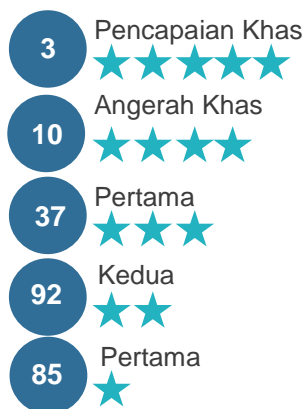 3 Pencapaian Khas
10 Angerah Khas
37 Pertama
92 Kedua
85 Pertama